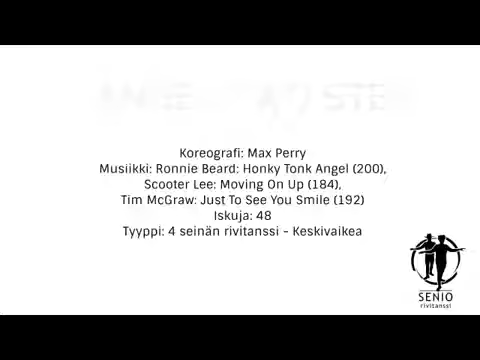 Koreografi: Max Perry
Musiikki: Ronnie Beard: Honky Tonk Angel (200),
Scooter Lee: Moving On Up (184),
Tim McGraw: Just To See You Smile (192)
Iskuja: 48
Tyyppi: 4 seinän rivitanssi - Keskivaikea
SENIO
rivitanssi